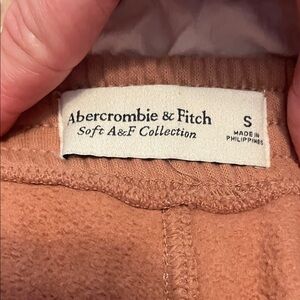 Abercrombie & Fitch
Soft A&F Collection
S
MADE IN
PHILIPPINES